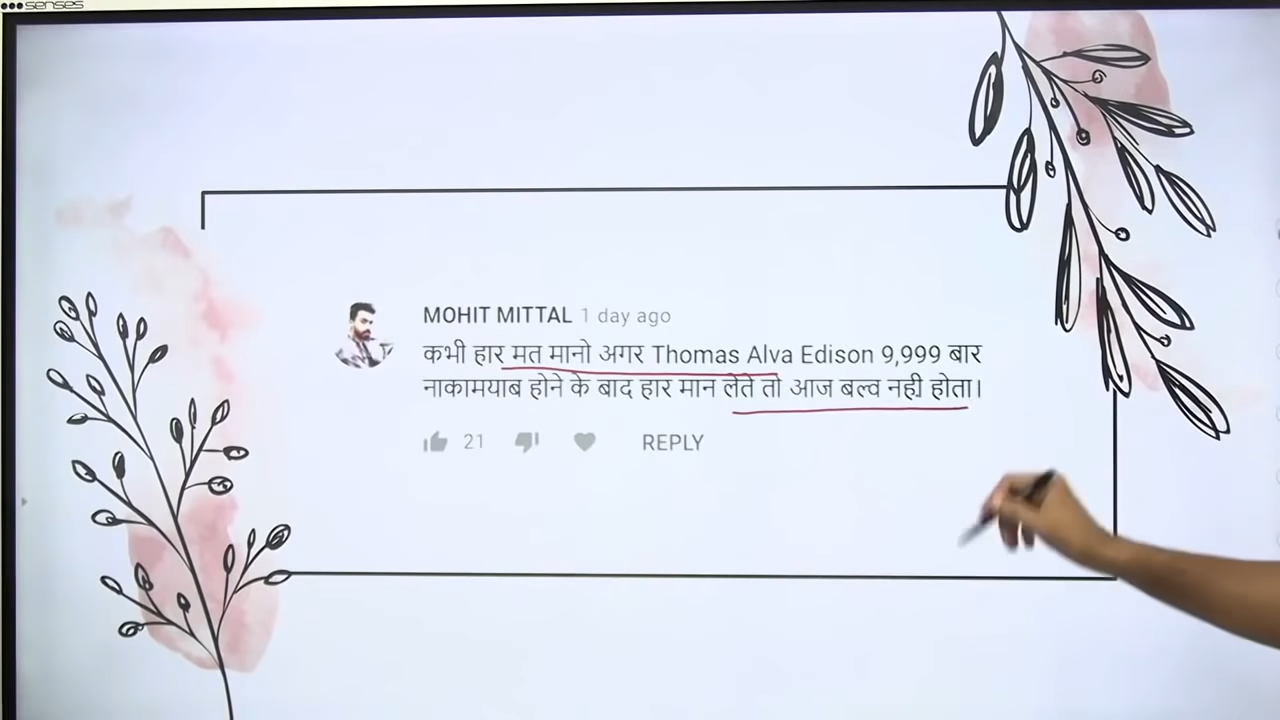 senses
MOHIT MITTAL 1 day ago
कभी हार मत मानो अगर Thomas Alva Edison 9,999 बार
नाकामयाब होने के बाद हार मान लेते तो आज बल्व नही होता।
21 REPLY